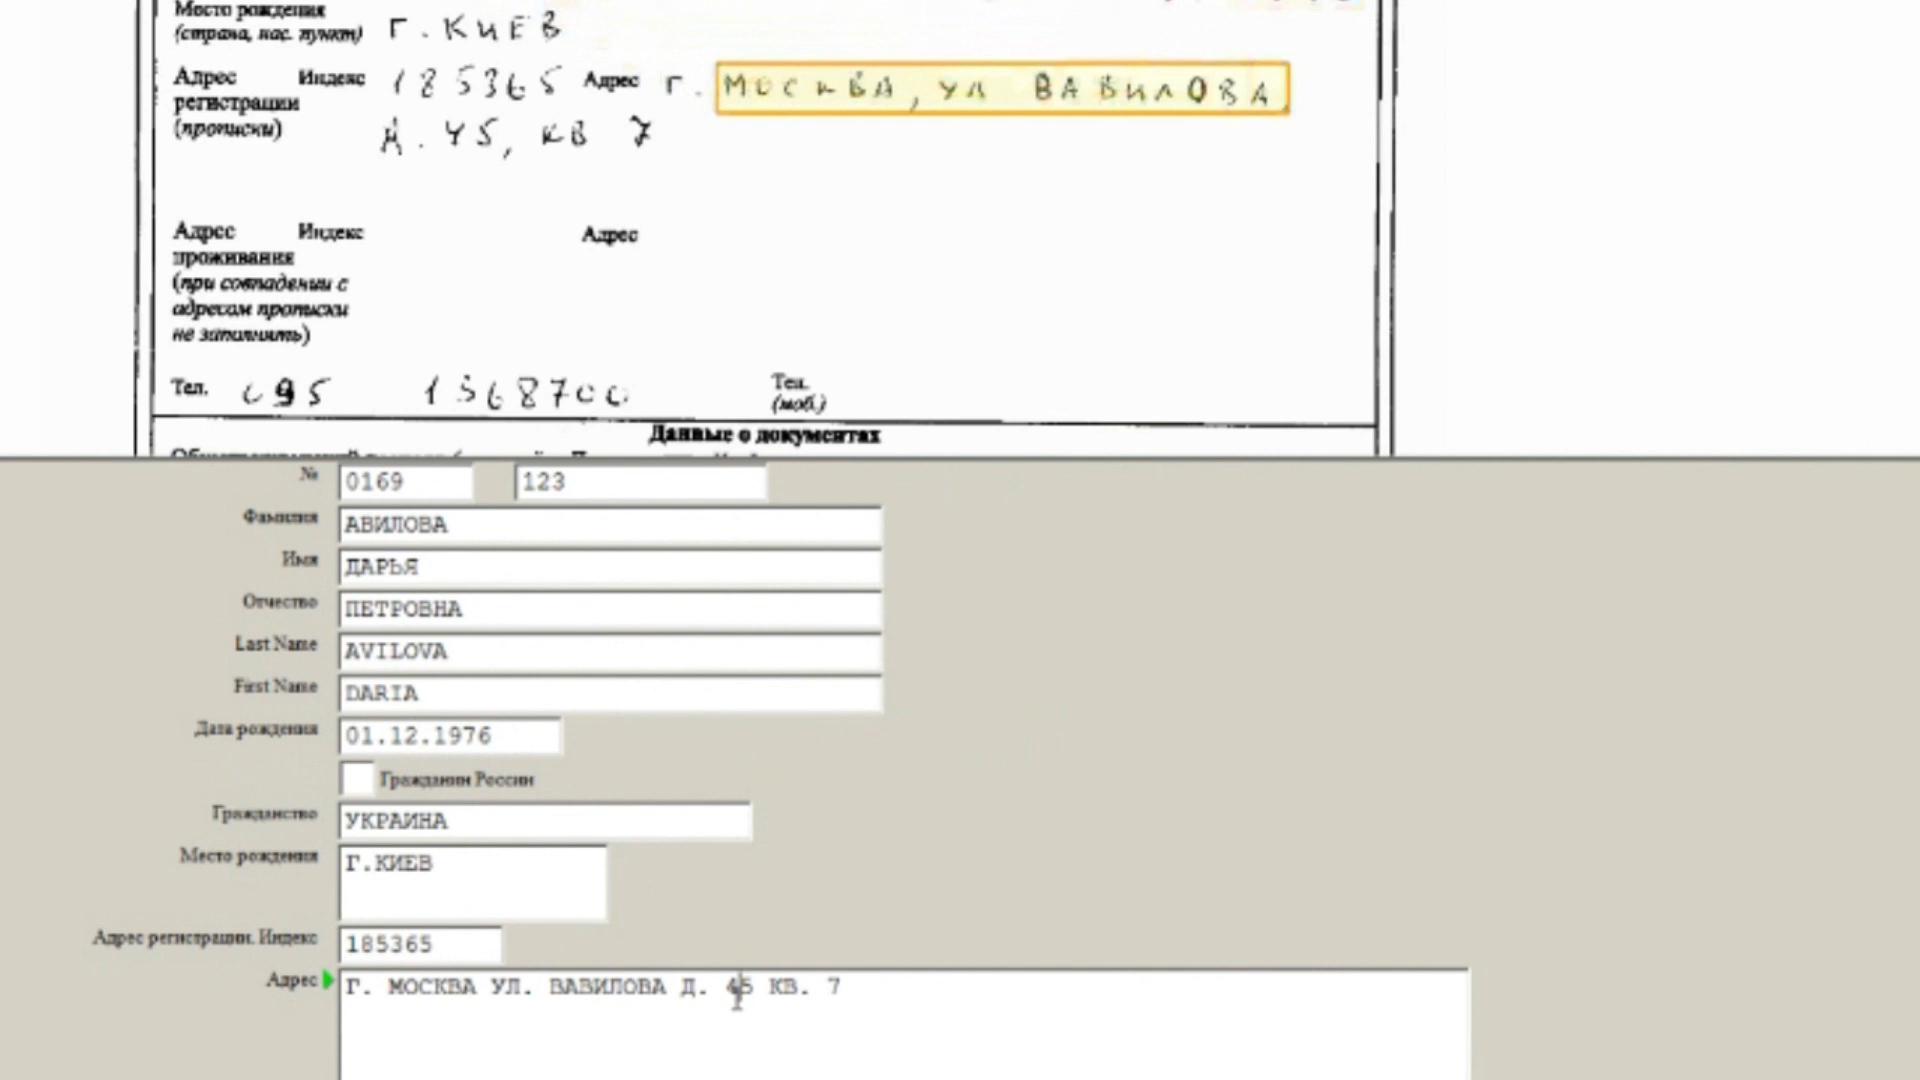 Место рождения
(страна, нас. пункт) Г. КИЕВ
Адрес Индекс 185365 Адрес г. МОСКВА, УЛ ВАВИЛОВА,
регистрации
(прописки) Д. 45, КВ 7
Адрес Индекс Адрес
проживания
(при совпадении с
адресом прописки
не заполнять)
Тел. 095 1368700 Тел.
(моб.)
Данные о документах
№ 0169 123
Фамилия АВИЛОВА
Имя ДАРЬЯ
Отчество ПЕТРОВНА
Last Name AVILOVA
First Name DARIA
Дата рождения 01.12.1976
Гражданин России
Гражданство УКРАИНА
Место рождения Г.КИЕВ
Адрес регистрации. Индекс 185365
Адрес Г. МОСКВА УЛ. ВАВИЛОВА Д. 45 КВ. 7